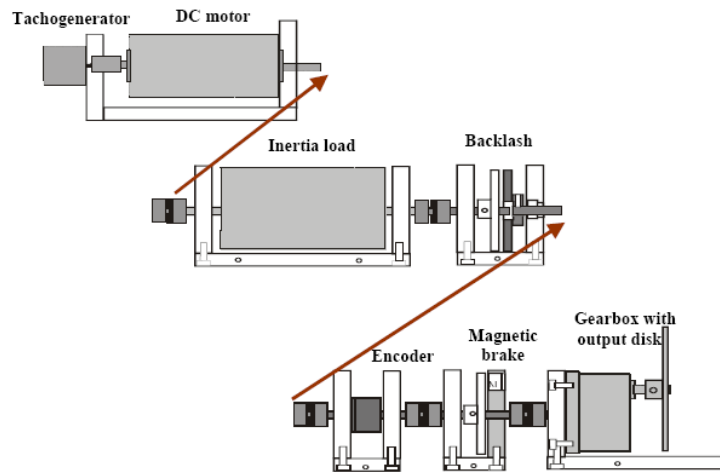 Tachogenerator
DC motor
Inertia load
Backlash
Encoder
Magnetic
brake
Gearbox with
output disk